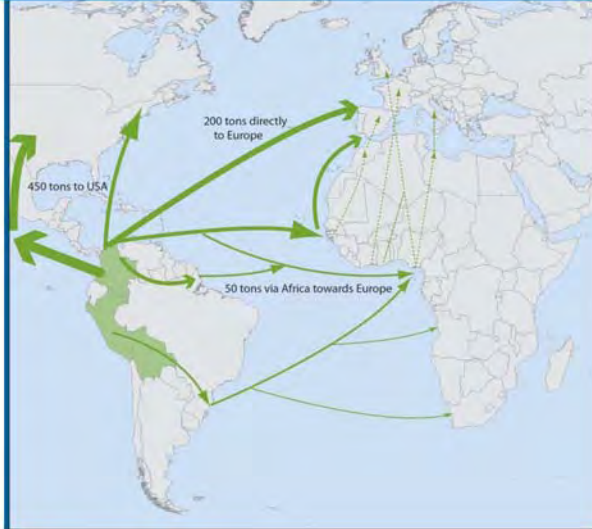 200 tons directly
to Europe
450 tons to USA
50 tons via Africa towards Europe